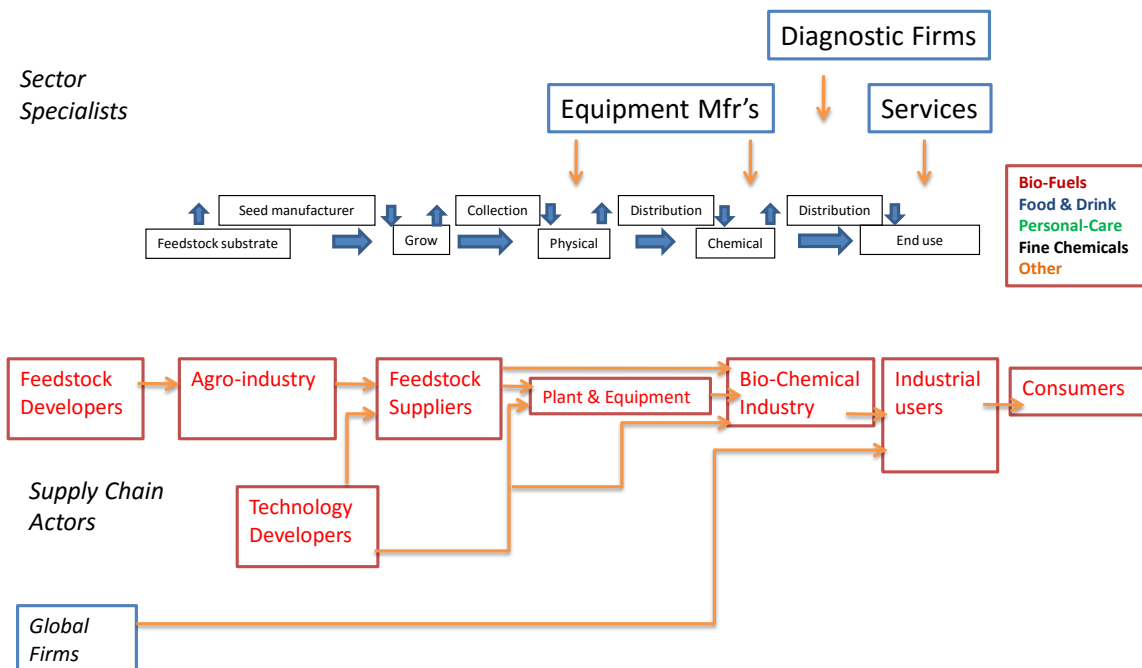 Diagnostic Firms
Sector
Specialists
Equipment Mfr's
Services
Seed manufacturer
Collection
Distribution
Distribution
Feedstock substrate
Grow
Physical
Chemical
End use
Bio-Fuels
Food & Drink
Personal-Care
Fine Chemicals
Other
Feedstock
Developers
Agro-industry
Feedstock
Suppliers
Plant & Equipment
Bio-Chemical
Industry
Industrial
users
Consumers
Supply Chain
Actors
Technology
Developers
Global
Firms